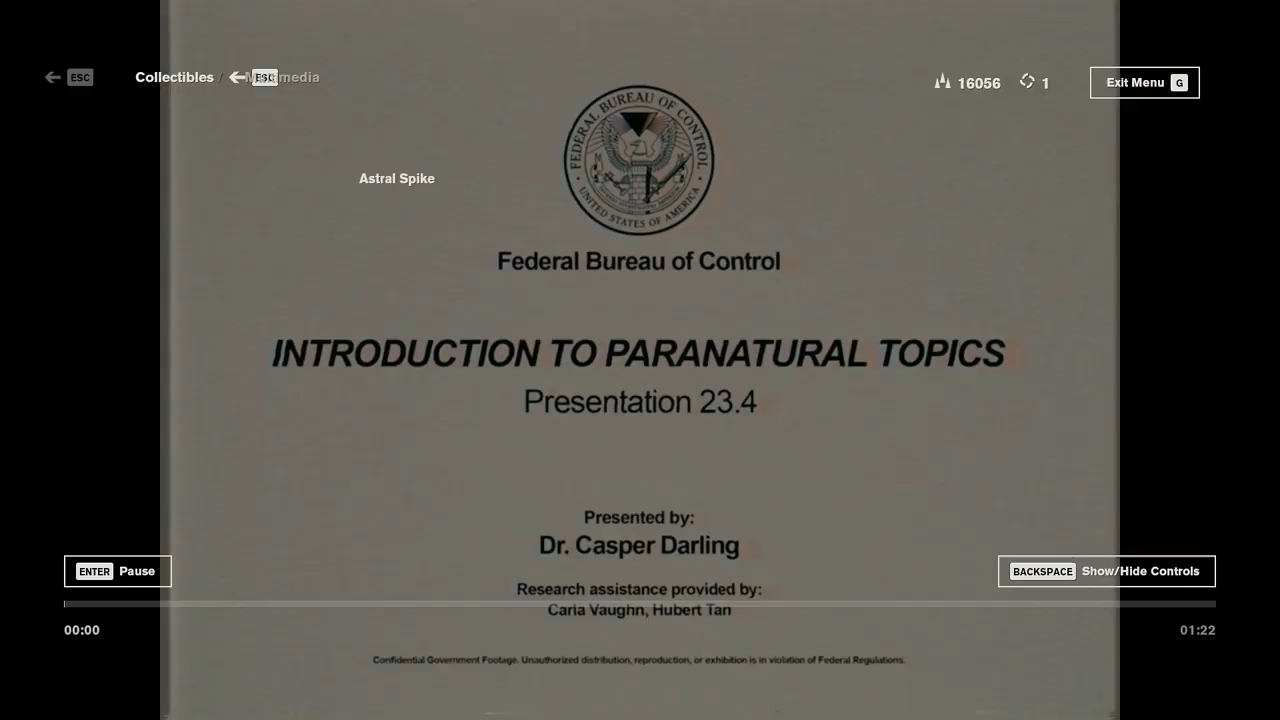 ESC
Collectibles / Multimedia
ESC
16056
1
Exit Menu G
FEDERAL BUREAU OF CONTROL
UNITED STATES OF AMERICA
Astral Spike
Federal Bureau of Control
INTRODUCTION TO PARANATURAL TOPICS
Presentation 23.4
Presented by:
Dr. Casper Darling
ENTER Pause
BACKSPACE Show/Hide Controls
Research assistance provided by:
Carla Vaughn, Hubert Tan
00:00
01:22
Confidential Government Footage. Unauthorized distribution, reproduction, or exhibition is in violation of Federal Regulations.